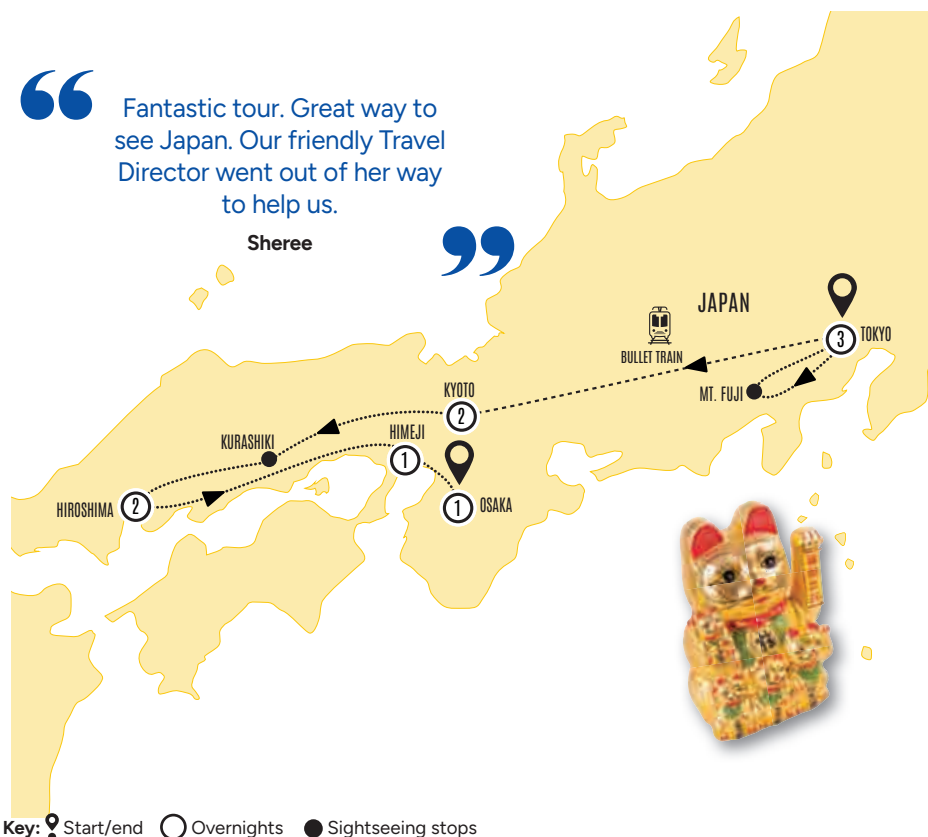 “
Fantastic tour. Great way to
see Japan. Our friendly Travel
Director went out of her way
to help us.
Sheree
”
JAPAN
BULLET TRAIN
3
TOKYO
MT. FUJI
KYOTO
2
KURASHIKI
HIMEJI
1
HIROSHIMA
2
1
OSAKA
福
Key: Start/end Overnights Sightseeing stops